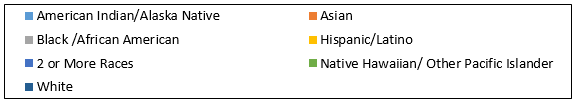 American Indian/Alaska Native Asian
Black /African American Hispanic/Latino
2 or More Races Native Hawaiian/ Other Pacific Islander
White